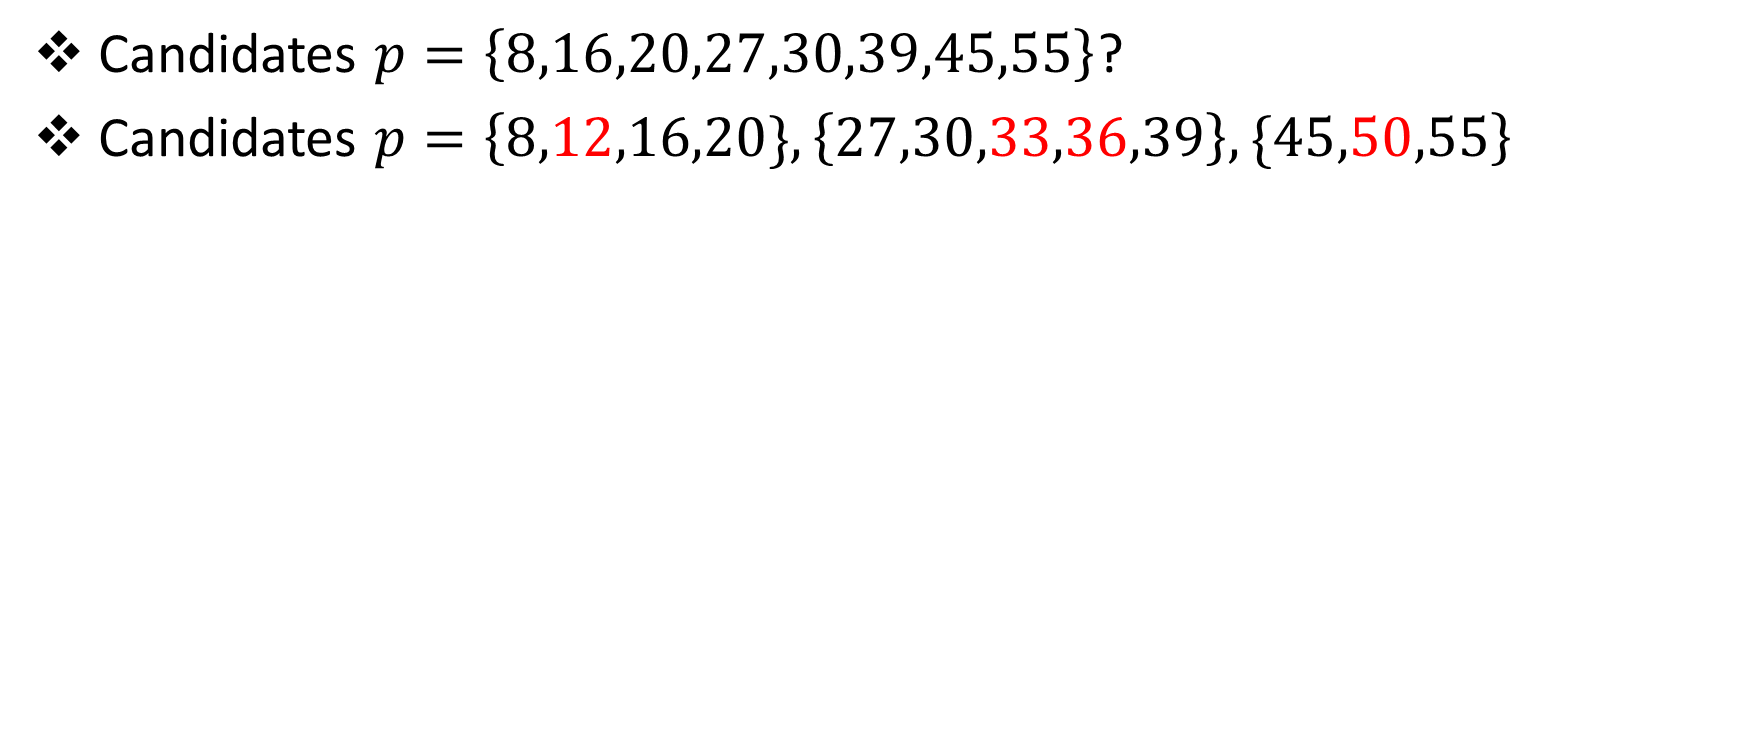 ❖ Candidates 𝑝 = {8,16,20,27,30,39,45,55}?
❖ Candidates 𝑝 = {8,12,16,20}, {27,30,33,36,39}, {45,50,55}